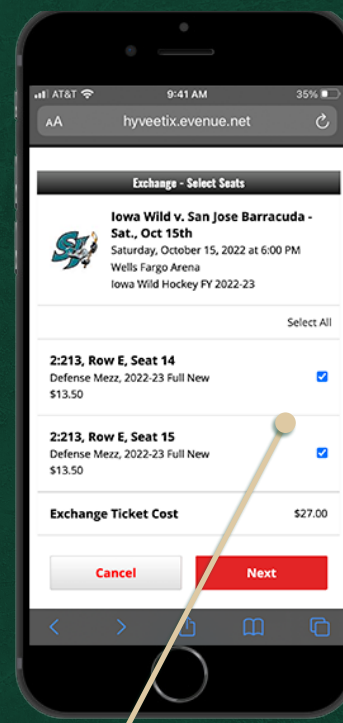 AT&T 9:41 AM 35%
AA hyveetix.evenue.net
Exchange - Select Seats
Iowa Wild v. San Jose Barracuda -
Sat., Oct 15th
Saturday, October 15, 2022 at 6:00 PM
Wells Fargo Arena
Iowa Wild Hockey FY 2022-23
SJ
Select All
2:213, Row E, Seat 14
Defense Mezz, 2022-23 Full New
$13.50
2:213, Row E, Seat 15
Defense Mezz, 2022-23 Full New
$13.50
Exchange Ticket Cost $27.00
Cancel Next